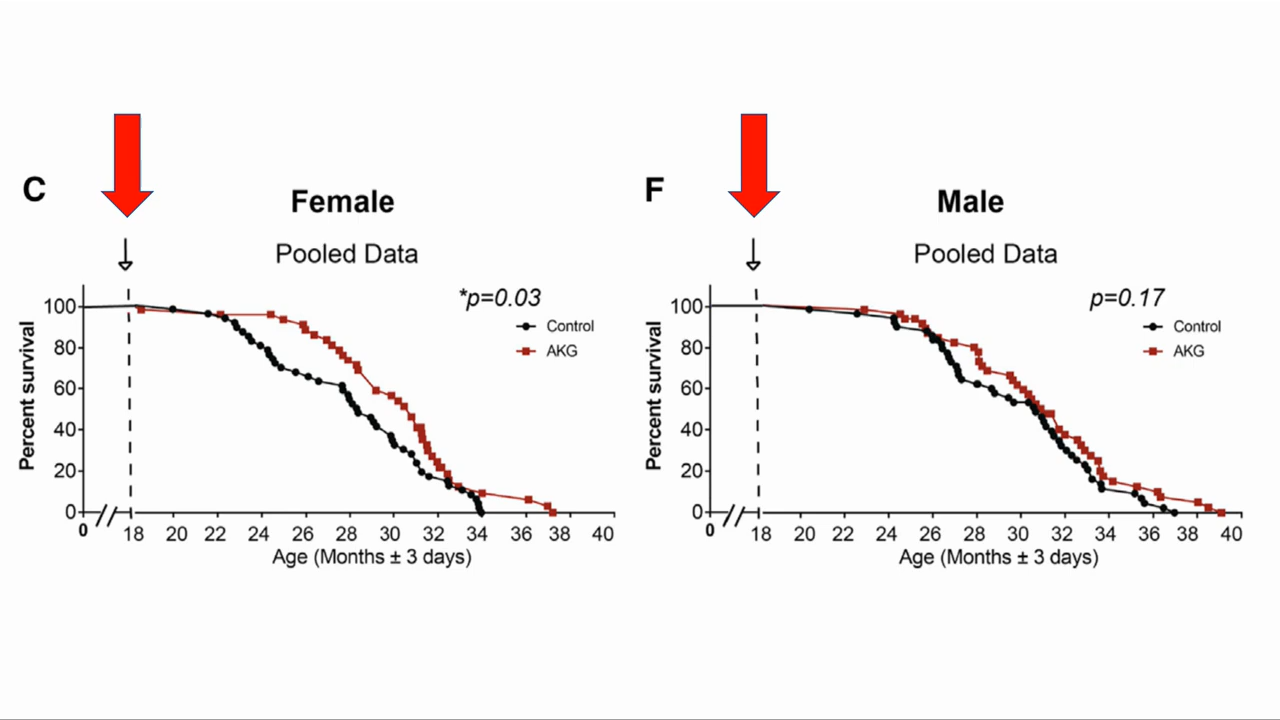 C
Female
Pooled Data
*p=0.03
Control
AKG
Percent survival
100
80
60
40
20
0
0 18 20 22 24 26 28 30 32 34 36 38 40
Age (Months ± 3 days)
F
Male
Pooled Data
p=0.17
Control
AKG
Percent survival
100
80
60
40
20
0
0 18 20 22 24 26 28 30 32 34 36 38 40
Age (Months ± 3 days)